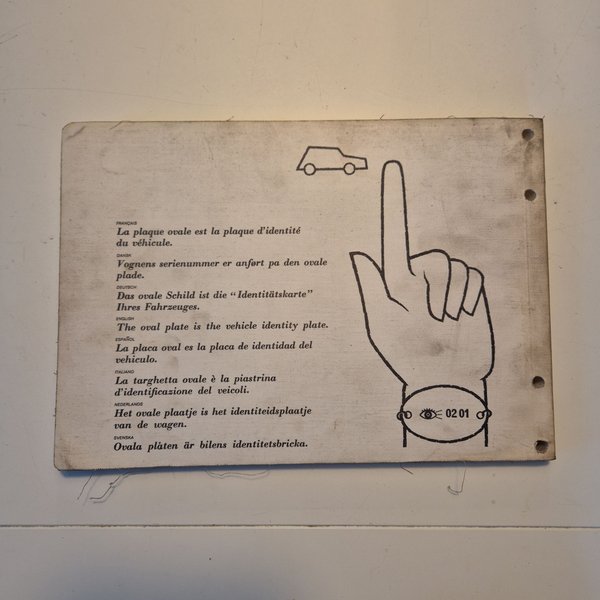 FRANÇAIS
La plaque ovale est la plaque d'identité
du véhicule.
DANSK
Vognens serienummer er anført pa den ovale
plade.
DEUTSCH
Das ovale Schild ist die “Identitätskarte”
Ihres Fahrzeuges.
ENGLISH
The oval plate is the vehicle identity plate.
ESPAÑOL
La placa oval es la placa de identidad del
vehiculo.
ITALIANO
La targhetta ovale è la piastrina
d'identificazione del veicoli.
NEDERLANDS
Het ovale plaatje is het identiteidsplaatje
van de wagen.
SVENSKA
Ovala plàten är bilens identitetsbricka.
02 01